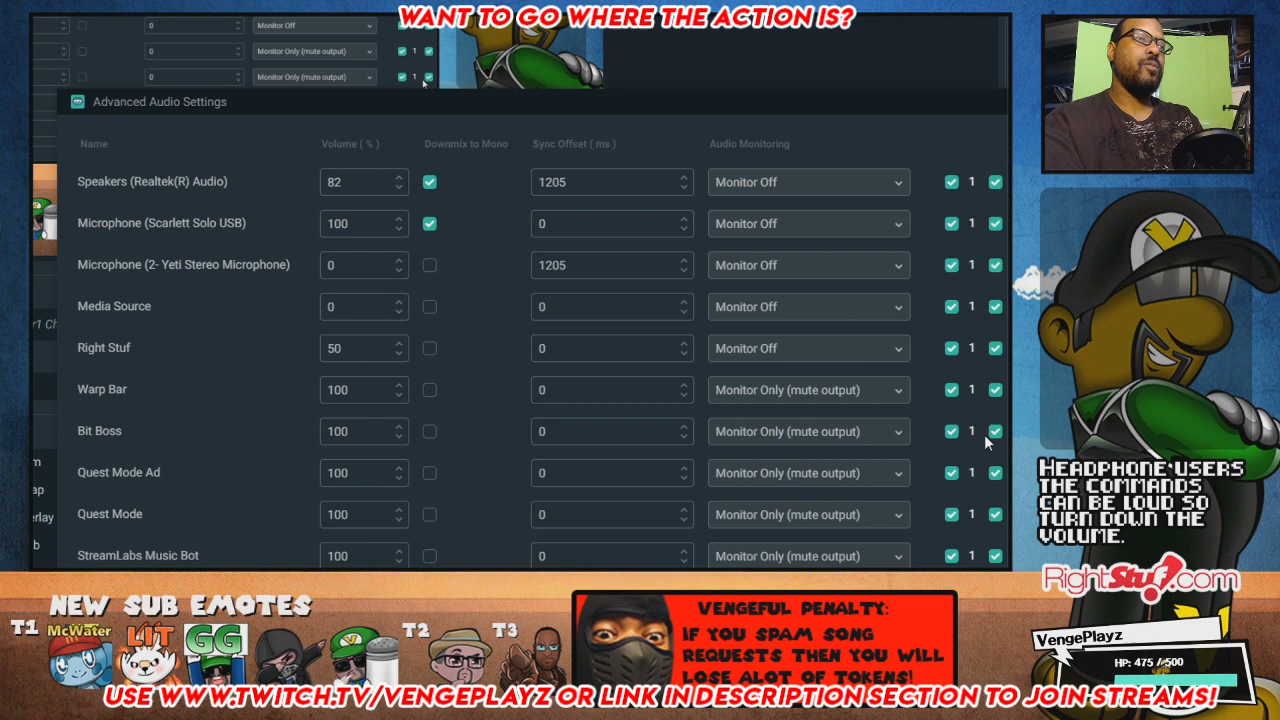 WANT TO GO WHERE THE ACTION IS?
0 Monitor Off
0 Monitor Only (mute output) 1
0 Monitor Only (mute output) 1
Advanced Audio Settings
Name Volume ( % ) Downmix to Mono Sync Offset ( ms ) Audio Monitoring
Speakers (Realtek(R) Audio) 82 1205 Monitor Off 1
Microphone (Scarlett Solo USB) 100 0 Monitor Off 1
Microphone (2- Yeti Stereo Microphone) 0 1205 Monitor Off 1
Media Source 0 0 Monitor Off 1
Right Stuf 50 0 Monitor Off 1
Warp Bar 100 0 Monitor Only (mute output) 1
Bit Boss 100 0 Monitor Only (mute output) 1
Quest Mode Ad 100 0 Monitor Only (mute output) 1
Quest Mode 100 0 Monitor Only (mute output) 1
StreamLabs Music Bot 100 0 Monitor Only (mute output) 1
V
HEADPHONE USERS
THE COMMANDS
CAN BE LOUD SO
TURN DOWN THE
VOLUME.
RightStuf!.com
VengePlayz
HP: 475 / 500
NEW SUB EMOTES
T1 McWater LIT GG V T2 T3
VENGEFUL PENALTY:
IF YOU SPAM SONG
REQUESTS THEN YOU WILL
LOSE ALOT OF TOKENS!
USE WWW.TWITCH.TV/VENGEPLAYZ OR LINK IN DESCRIPTION SECTION TO JOIN STREAMS!